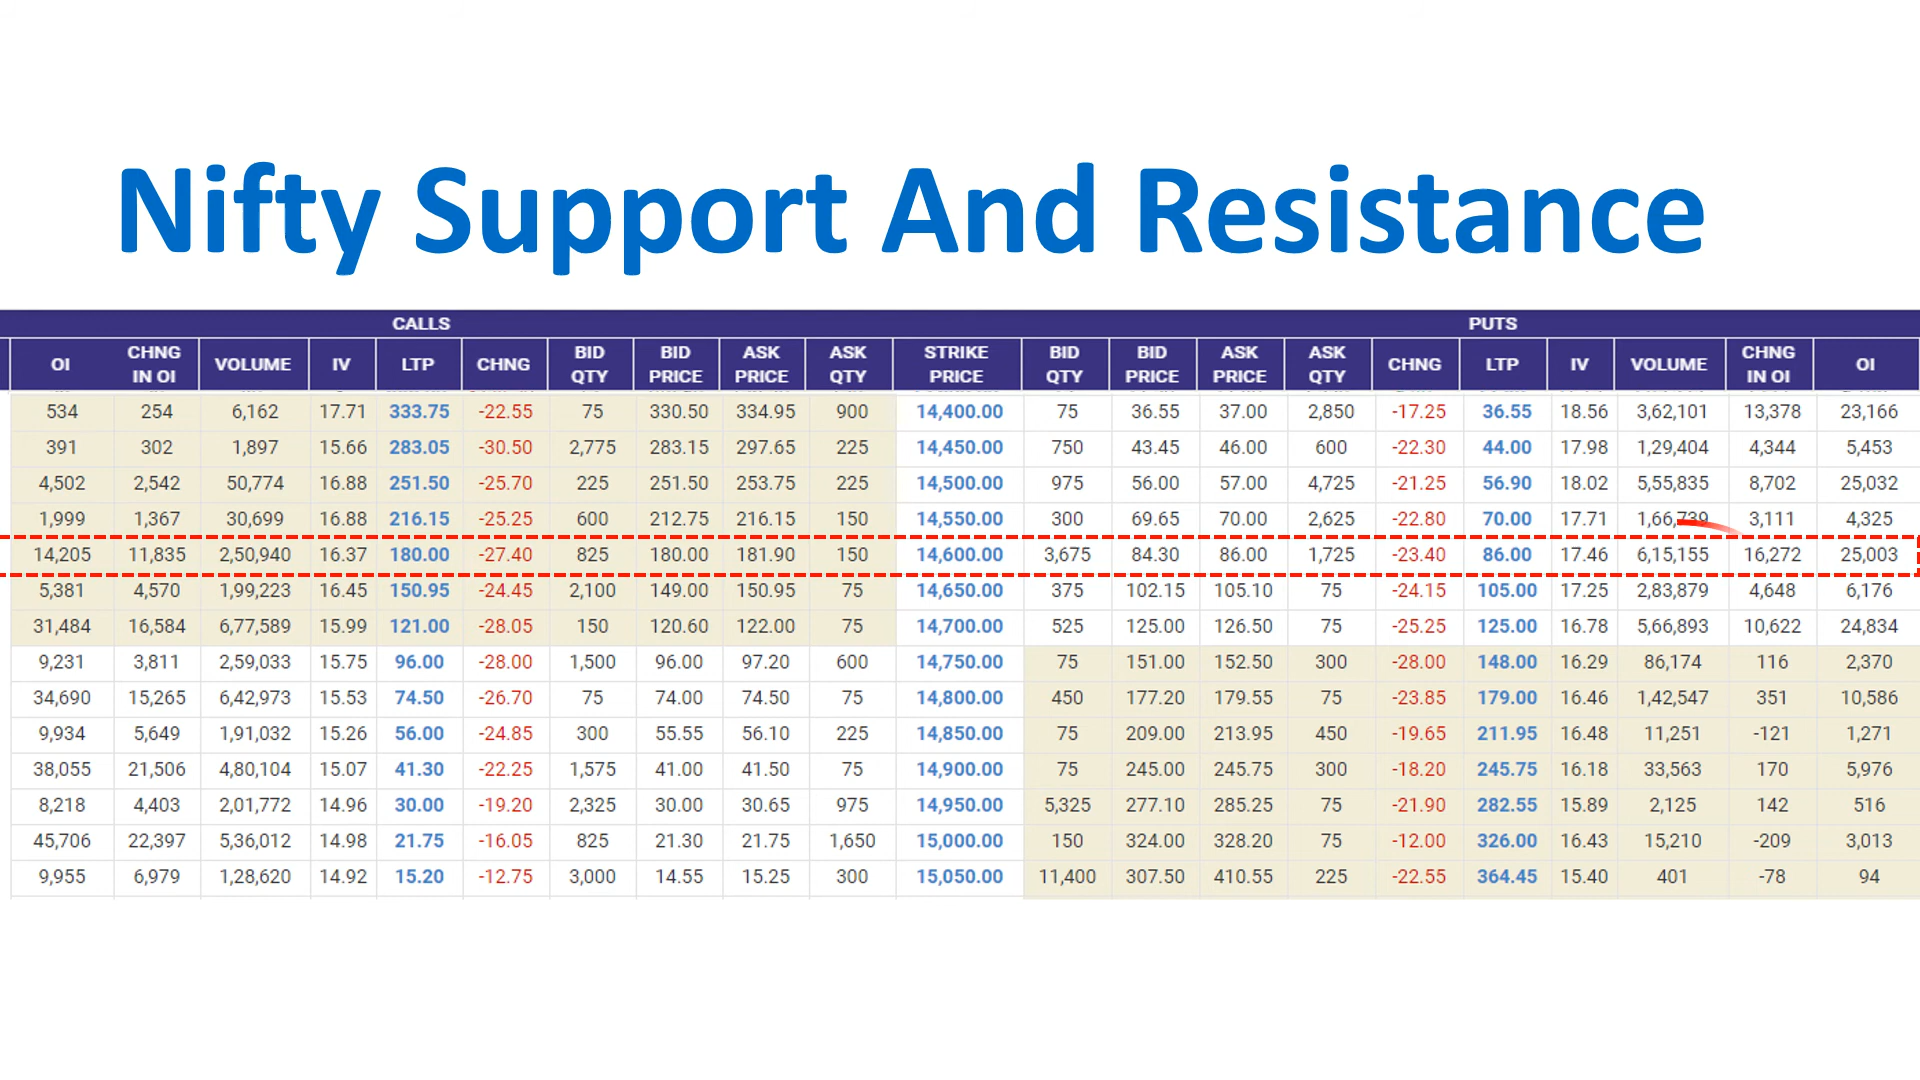 Nifty Support And Resistance
CALLS PUTS
OI CHNG IN OI VOLUME IV LTP CHNG BID QTY BID PRICE ASK PRICE ASK QTY STRIKE PRICE BID QTY BID PRICE ASK PRICE ASK QTY CHNG LTP IV VOLUME CHNG IN OI OI
534 254 6,162 17.71 333.75 -22.55 75 330.50 334.95 900 14,400.00 75 36.55 37.00 2,850 -17.25 36.55 18.56 3,62,101 13,378 23,166
391 302 1,897 15.66 283.05 -30.50 2,775 283.15 297.65 225 14,450.00 750 43.45 46.00 600 -22.30 44.00 17.98 1,29,404 4,344 5,453
4,502 2,542 50,774 16.88 251.50 -25.70 225 251.50 253.75 225 14,500.00 975 56.00 57.00 4,725 -21.25 56.90 18.02 5,55,835 8,702 25,032
1,999 1,367 30,699 16.88 216.15 -25.25 600 212.75 216.15 150 14,550.00 300 69.65 70.00 2,625 -22.80 70.00 17.71 1,66,739 3,111 4,325
14,205 11,835 2,50,940 16.37 180.00 -27.40 825 180.00 181.90 150 14,600.00 3,675 84.30 86.00 1,725 -23.40 86.00 17.46 6,15,155 16,272 25,003
5,381 4,570 1,99,223 16.45 150.95 -24.45 2,100 149.00 150.95 75 14,650.00 375 102.15 105.10 75 -24.15 105.00 17.25 2,83,879 4,648 6,176
31,484 16,584 6,77,589 15.99 121.00 -28.05 150 120.60 122.00 75 14,700.00 525 125.00 126.50 75 -25.25 125.00 16.78 5,66,893 10,622 24,834
9,231 3,811 2,59,033 15.75 96.00 -28.00 1,500 96.00 97.20 600 14,750.00 75 151.00 152.50 300 -28.00 148.00 16.29 86,174 116 2,370
34,690 15,265 6,42,973 15.53 74.50 -26.70 75 74.00 74.50 75 14,800.00 450 177.20 179.55 75 -23.85 179.00 16.46 1,42,547 351 10,586
9,934 5,649 1,91,032 15.26 56.00 -24.85 300 55.55 56.10 225 14,850.00 75 209.00 213.95 450 -19.65 211.95 16.48 11,251 -121 1,271
38,055 21,506 4,80,104 15.07 41.30 -22.25 1,575 41.00 41.50 75 14,900.00 75 245.00 245.75 300 -18.20 245.75 16.18 33,563 170 5,976
8,218 4,403 2,01,772 14.96 30.00 -19.20 2,325 30.00 30.65 975 14,950.00 5,325 277.10 285.25 75 -21.90 282.55 15.89 2,125 142 516
45,706 22,397 5,36,012 14.98 21.75 -16.05 825 21.30 21.75 1,650 15,000.00 150 324.00 328.20 75 -12.00 326.00 16.43 15,210 -209 3,013
9,955 6,979 1,28,620 14.92 15.20 -12.75 3,000 14.55 15.25 300 15,050.00 11,400 307.50 410.55 225 -22.55 364.45 15.40 401 -78 94